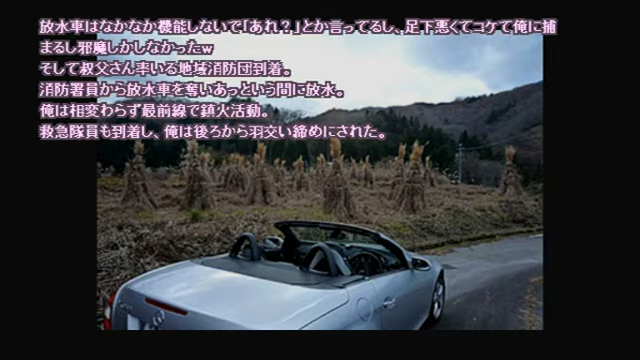 放水車はなかなか機能しないで「あれ?」とか言ってるし、足下悪くてコケて俺に捕
まるし邪魔しかしなかったw
そして叔父さん率いる地域消防団到着。
消防署員から放水車を奪いあっという間に放水。
俺は相変わらず最前線で鎮火活動。
救急隊員も到着し、俺は後ろから羽交い締めにされた。